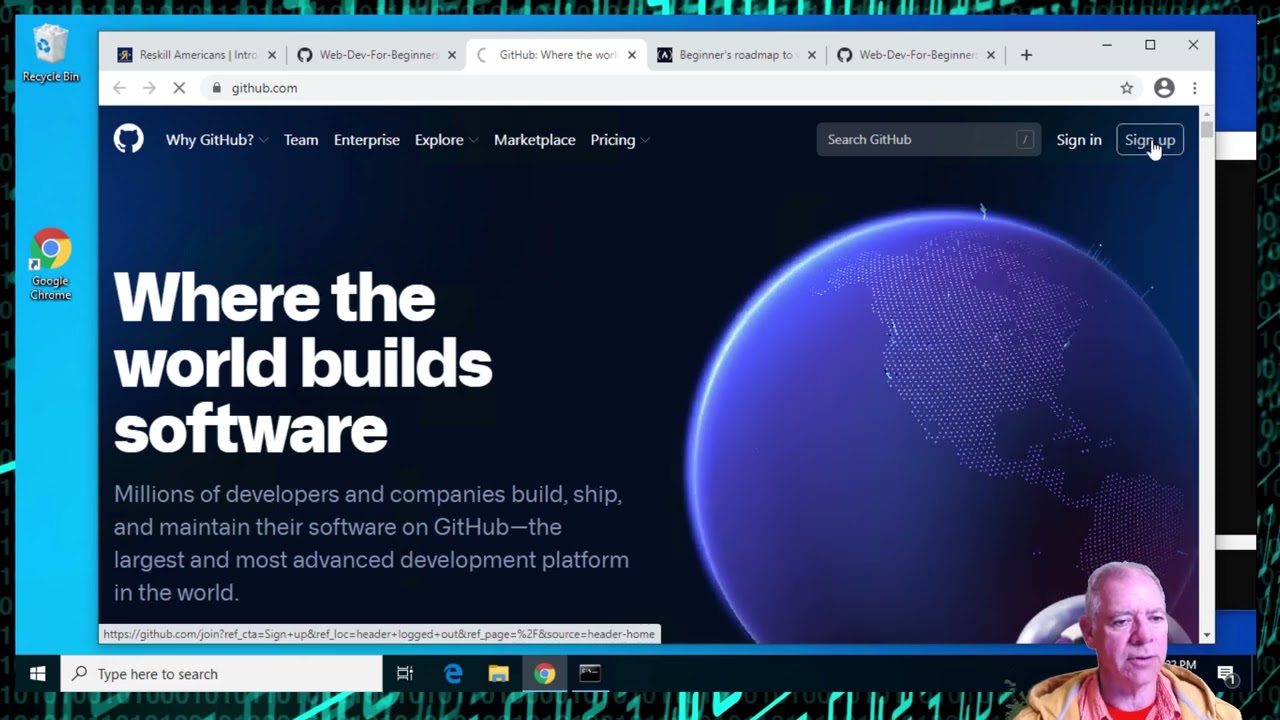 Recycle Bin
Google
Chrome
Reskill Americans | Intro
Web-Dev-For-Beginners
GitHub: Where the worl
Beginner's roadmap to
Web-Dev-For-Beginners
github.com
Why GitHub?
Team
Enterprise
Explore
Marketplace
Pricing
Search GitHub
/
Sign in
Sign up
Where the
world builds
software
Millions of developers and companies build, ship,
and maintain their software on GitHub—the
largest and most advanced development platform
in the world.
https://github.com/join?ref_cta=Sign+up&ref_loc=header+logged+out&ref_page=%2F&source=header-home
Type here to search
PM
1